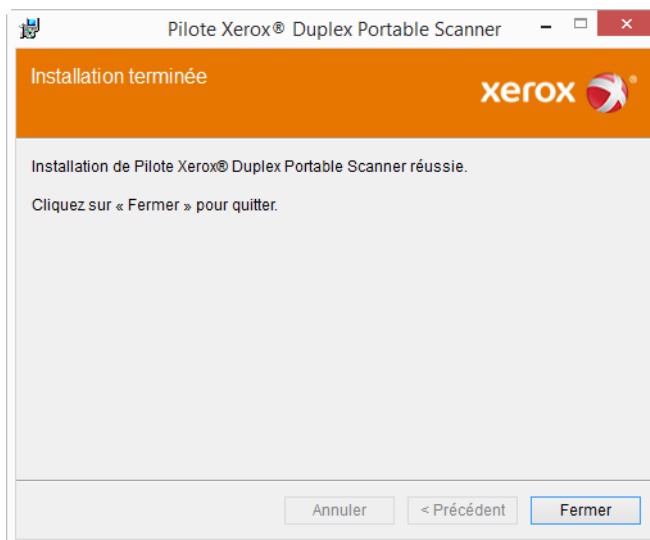 Pilote Xerox® Duplex Portable Scanner
Installation terminée
xerox®
Installation de Pilote Xerox® Duplex Portable Scanner réussie.
Cliquez sur « Fermer » pour quitter.
Annuler < Précédent Fermer